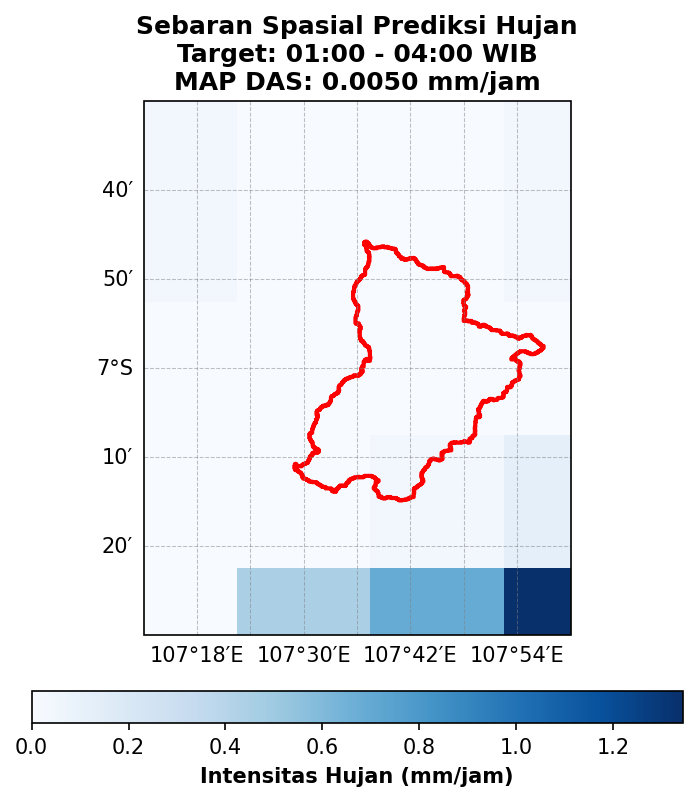 Sebaran Spasial Prediksi Hujan
Target: 01:00 - 04:00 WIB
MAP DAS: 0.0050 mm/jam
40′
50′
7°S
10′
20′
107°18′E 107°30′E 107°42′E 107°54′E
0.0 0.2 0.4 0.6 0.8 1.0 1.2
Intensitas Hujan (mm/jam)